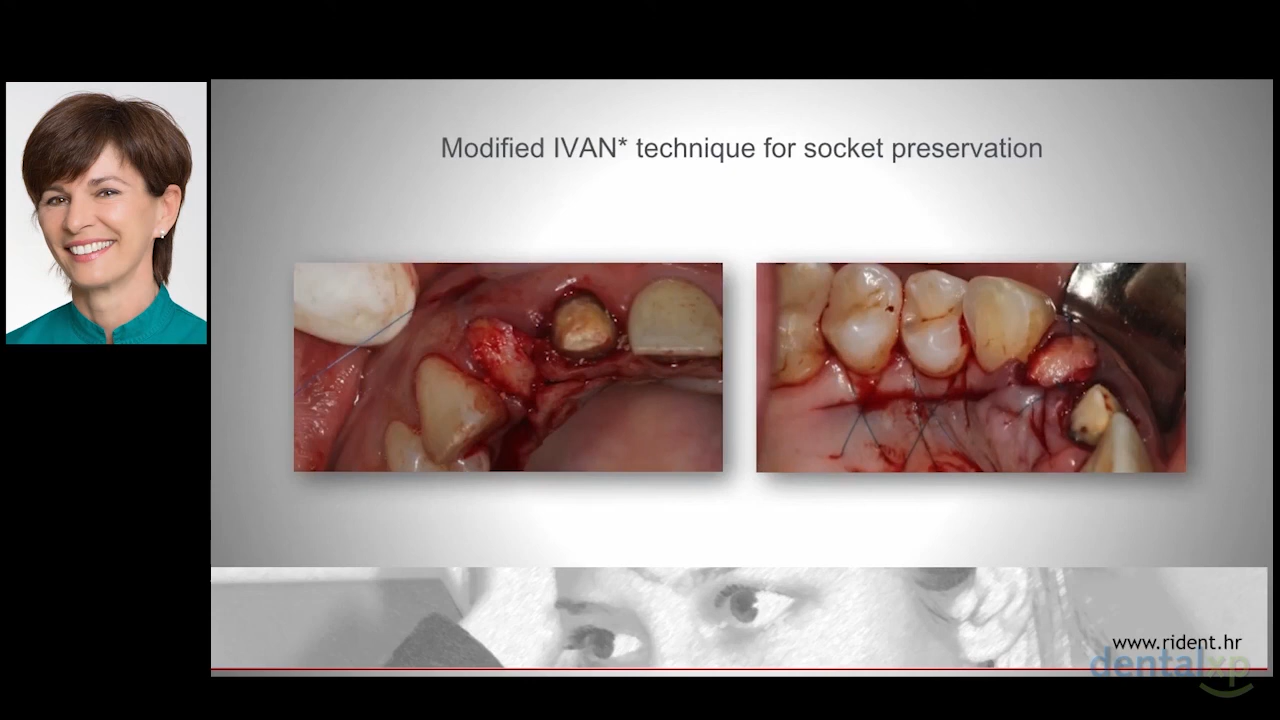 Modified IVAN* technique for socket preservation
www.rident.hr
dentalxp